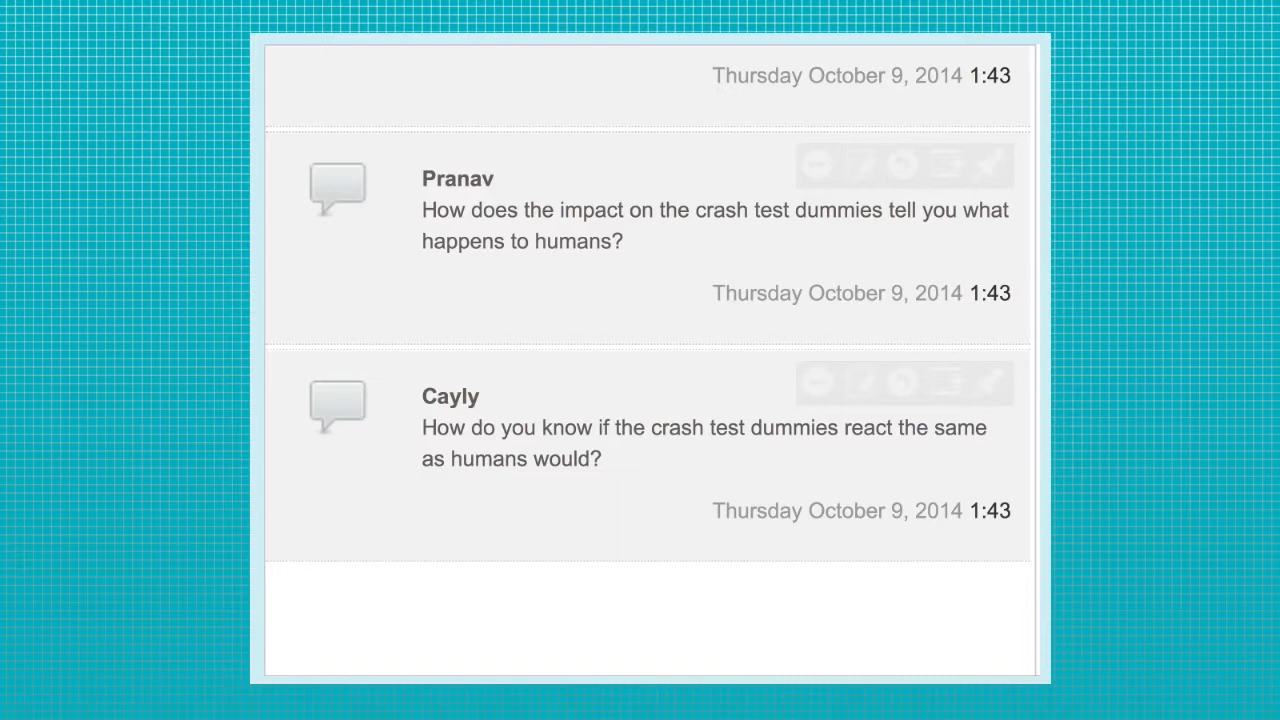 Thursday October 9, 2014 1:43
Pranav
How does the impact on the crash test dummies tell you what
happens to humans?
Thursday October 9, 2014 1:43
Cayly
How do you know if the crash test dummies react the same
as humans would?
Thursday October 9, 2014 1:43